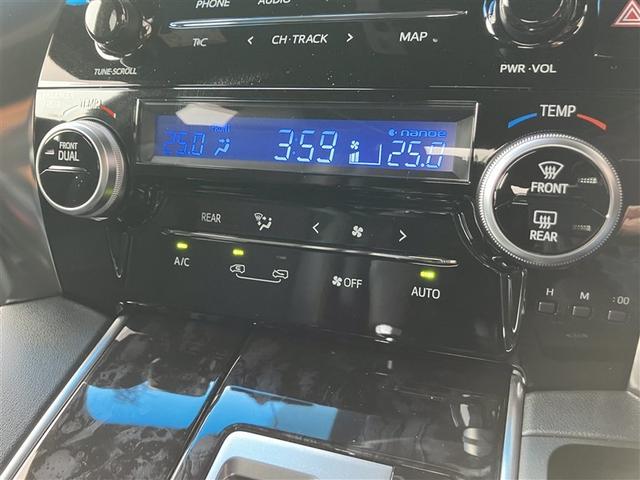 PHONE AUDIO
T/C < CH·TRACK > MAP
TUNE·SCROLL
PWR·VOL
TEMP
TEMP
25.0 3:59 nanoe 25.0
FRONT
DUAL
FRONT
REAR
REAR < >
A/C OFF AUTO
H M :00